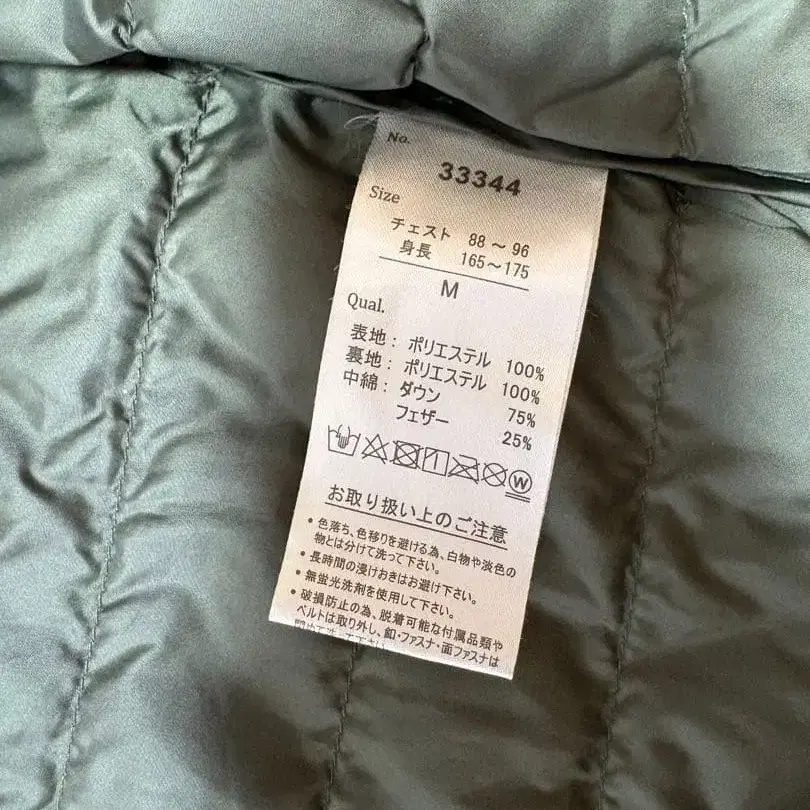 No. 33344
Size
チェスト 88～96
身長 165～175
M
Qual.
表地: ポリエステル 100%
裏地: ポリエステル 100%
中綿: ダウン 75%
フェザー 25%
W
お取り扱い上のご注意
・色落ち、色移りを避ける為、白物や淡色の
物とは分けて洗って下さい。
・長時間の浸けおきはお避け下さい。
・無蛍光洗剤を使用して下さい。
・破損防止の為、脱着可能な付属品類や
ベルトは取り外し、釦・ファスナ・面ファスナは